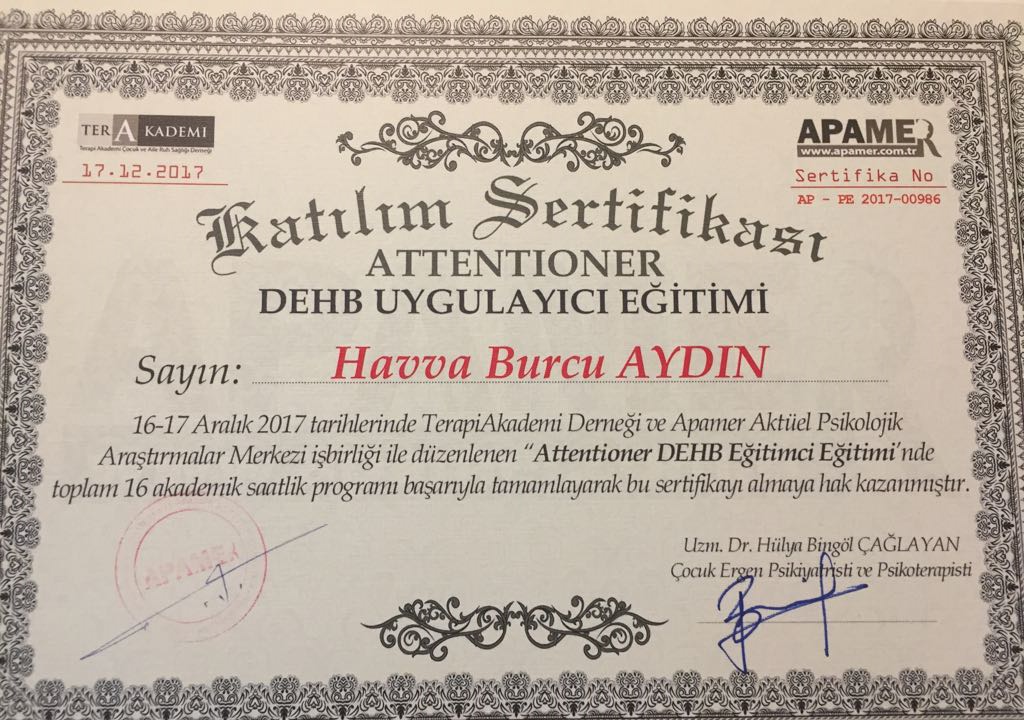 TERAKADEMI
Terapi Akademi Çocuk ve Aile Ruh Sağlığı Derneği
17.12.2017
APAMER
www.apamer.com.tr
Sertifika No
AP - PE 2017-00986
Katılım Sertifikası
ATTENTIONER
DEHB UYGULAYICI EĞİTİMİ
Sayın: Havva Burcu AYDIN
16-17 Aralık 2017 tarihlerinde TerapiAkademi Derneği ve Apamer Aktüel Psikolojik
Araştırmalar Merkezi işbirliği ile düzenlenen “Attentioner DEHB Eğitimci Eğitimi’nde
toplam 16 akademik saatlik programı başarıyla tamamlayarak bu sertifikayı almaya hak kazanmıştır.
APAMER
Uzm. Dr. Hülya Bingöl ÇAĞLAYAN
Çocuk Ergen Psikiyatristi ve Psikoterapisti